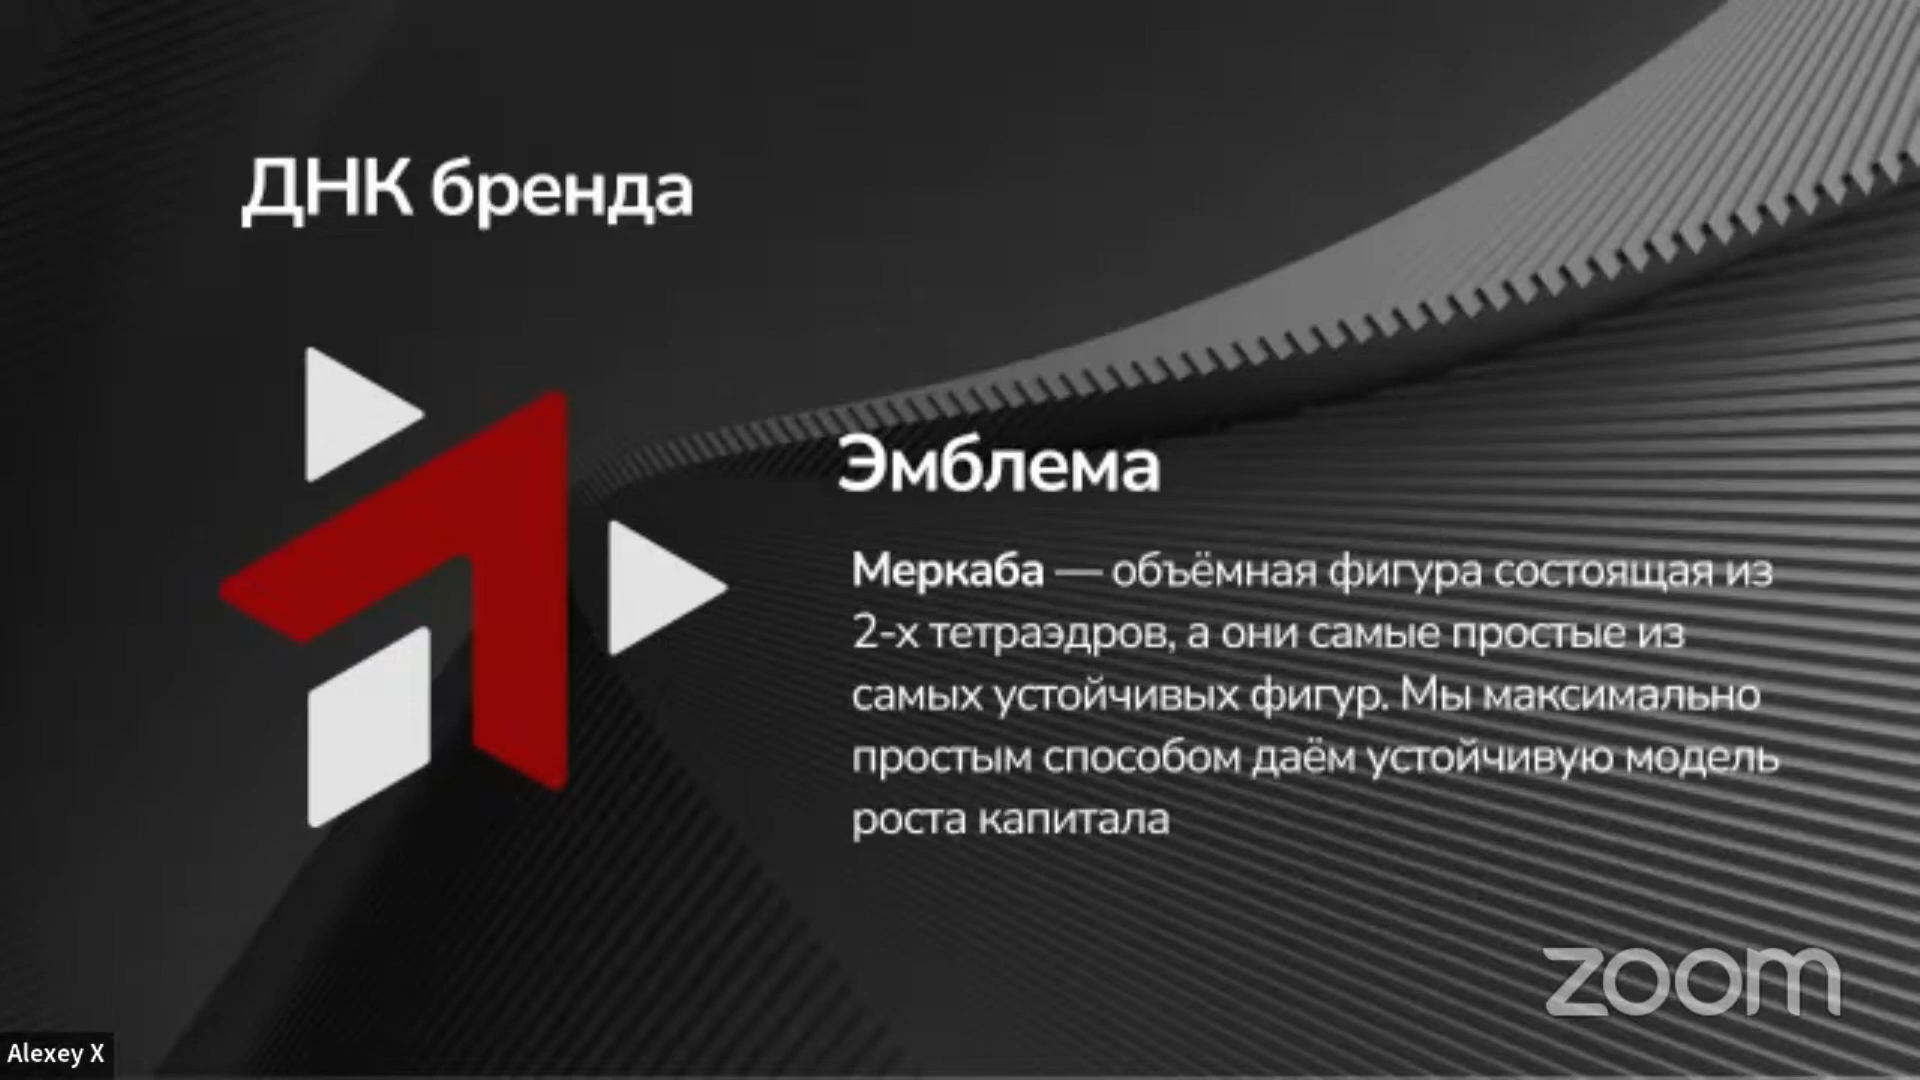 ДНК бренда
Эмблема
Меркаба — объёмная фигура состоящая из
2-х тетраэдров, а они самые простые из
самых устойчивых фигур. Мы максимально
простым способом даём устойчивую модель
роста капитала
zoom
Alexey X